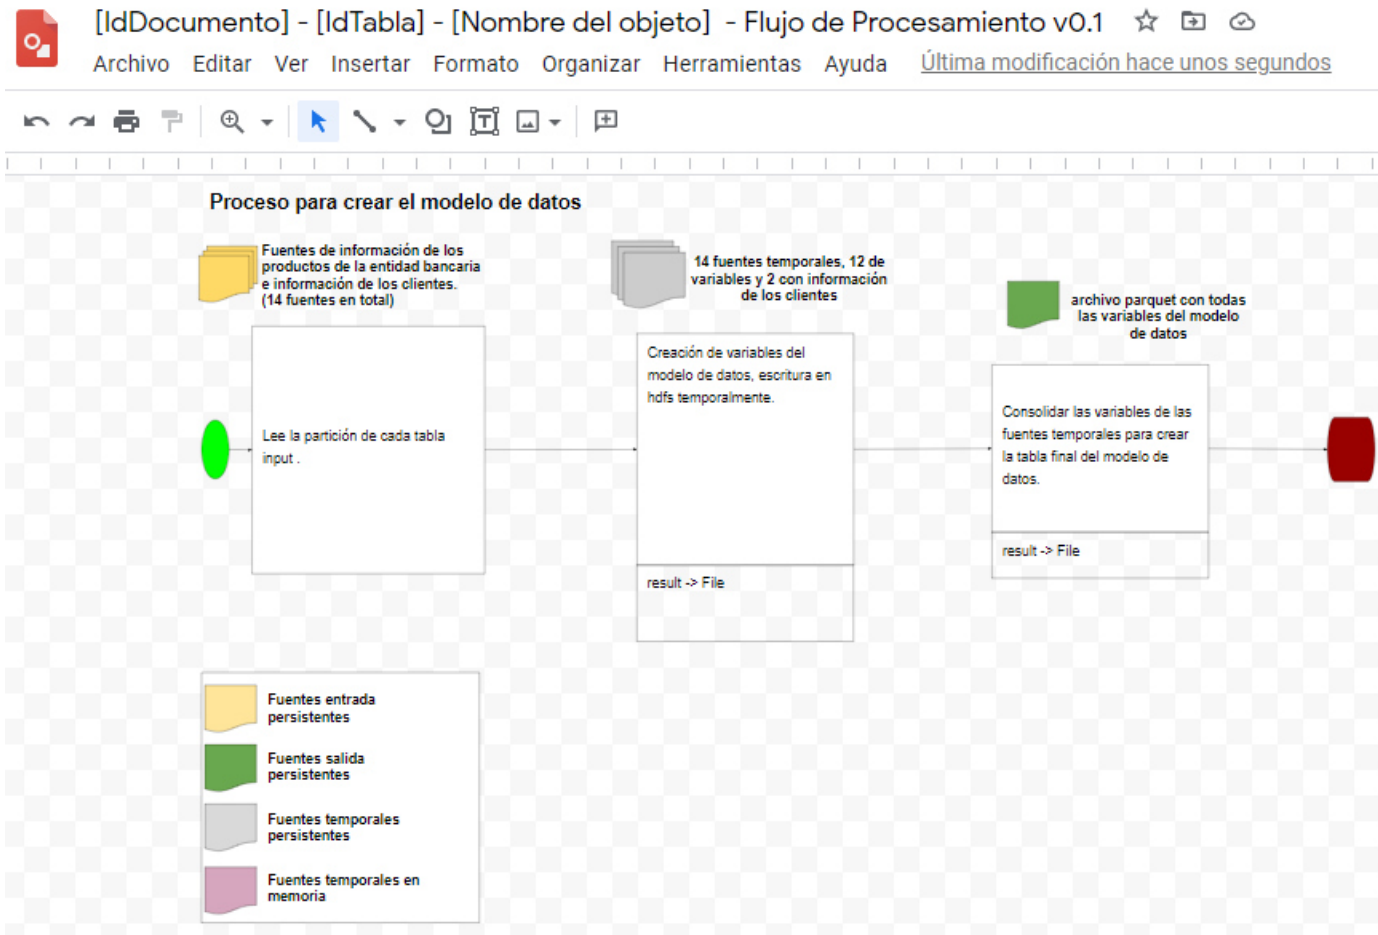 [IdDocumento] - [IdTabla] - [Nombre del objeto]  - Flujo de Procesamiento v0.1
Archivo Editar Ver Insertar Formato Organizar Herramientas Ayuda Última modificación hace unos segundos
Proceso para crear el modelo de datos
Fuentes de información de los
productos de la entidad bancaria
e información de los clientes.
(14 fuentes en total)
14 fuentes temporales, 12 de
variables y 2 con información
de los clientes
archivo parquet con todas
las variables del modelo
de datos
Lee la partición de cada tabla
input .
Creación de variables del
modelo de datos, escritura en
hdfs temporalmente.
result -> File
Consolidar las variables de las
fuentes temporales para crear
la tabla final del modelo de
datos.
result -> File
Fuentes entrada
persistentes
Fuentes salida
persistentes
Fuentes temporales
persistentes
Fuentes temporales en
memoria